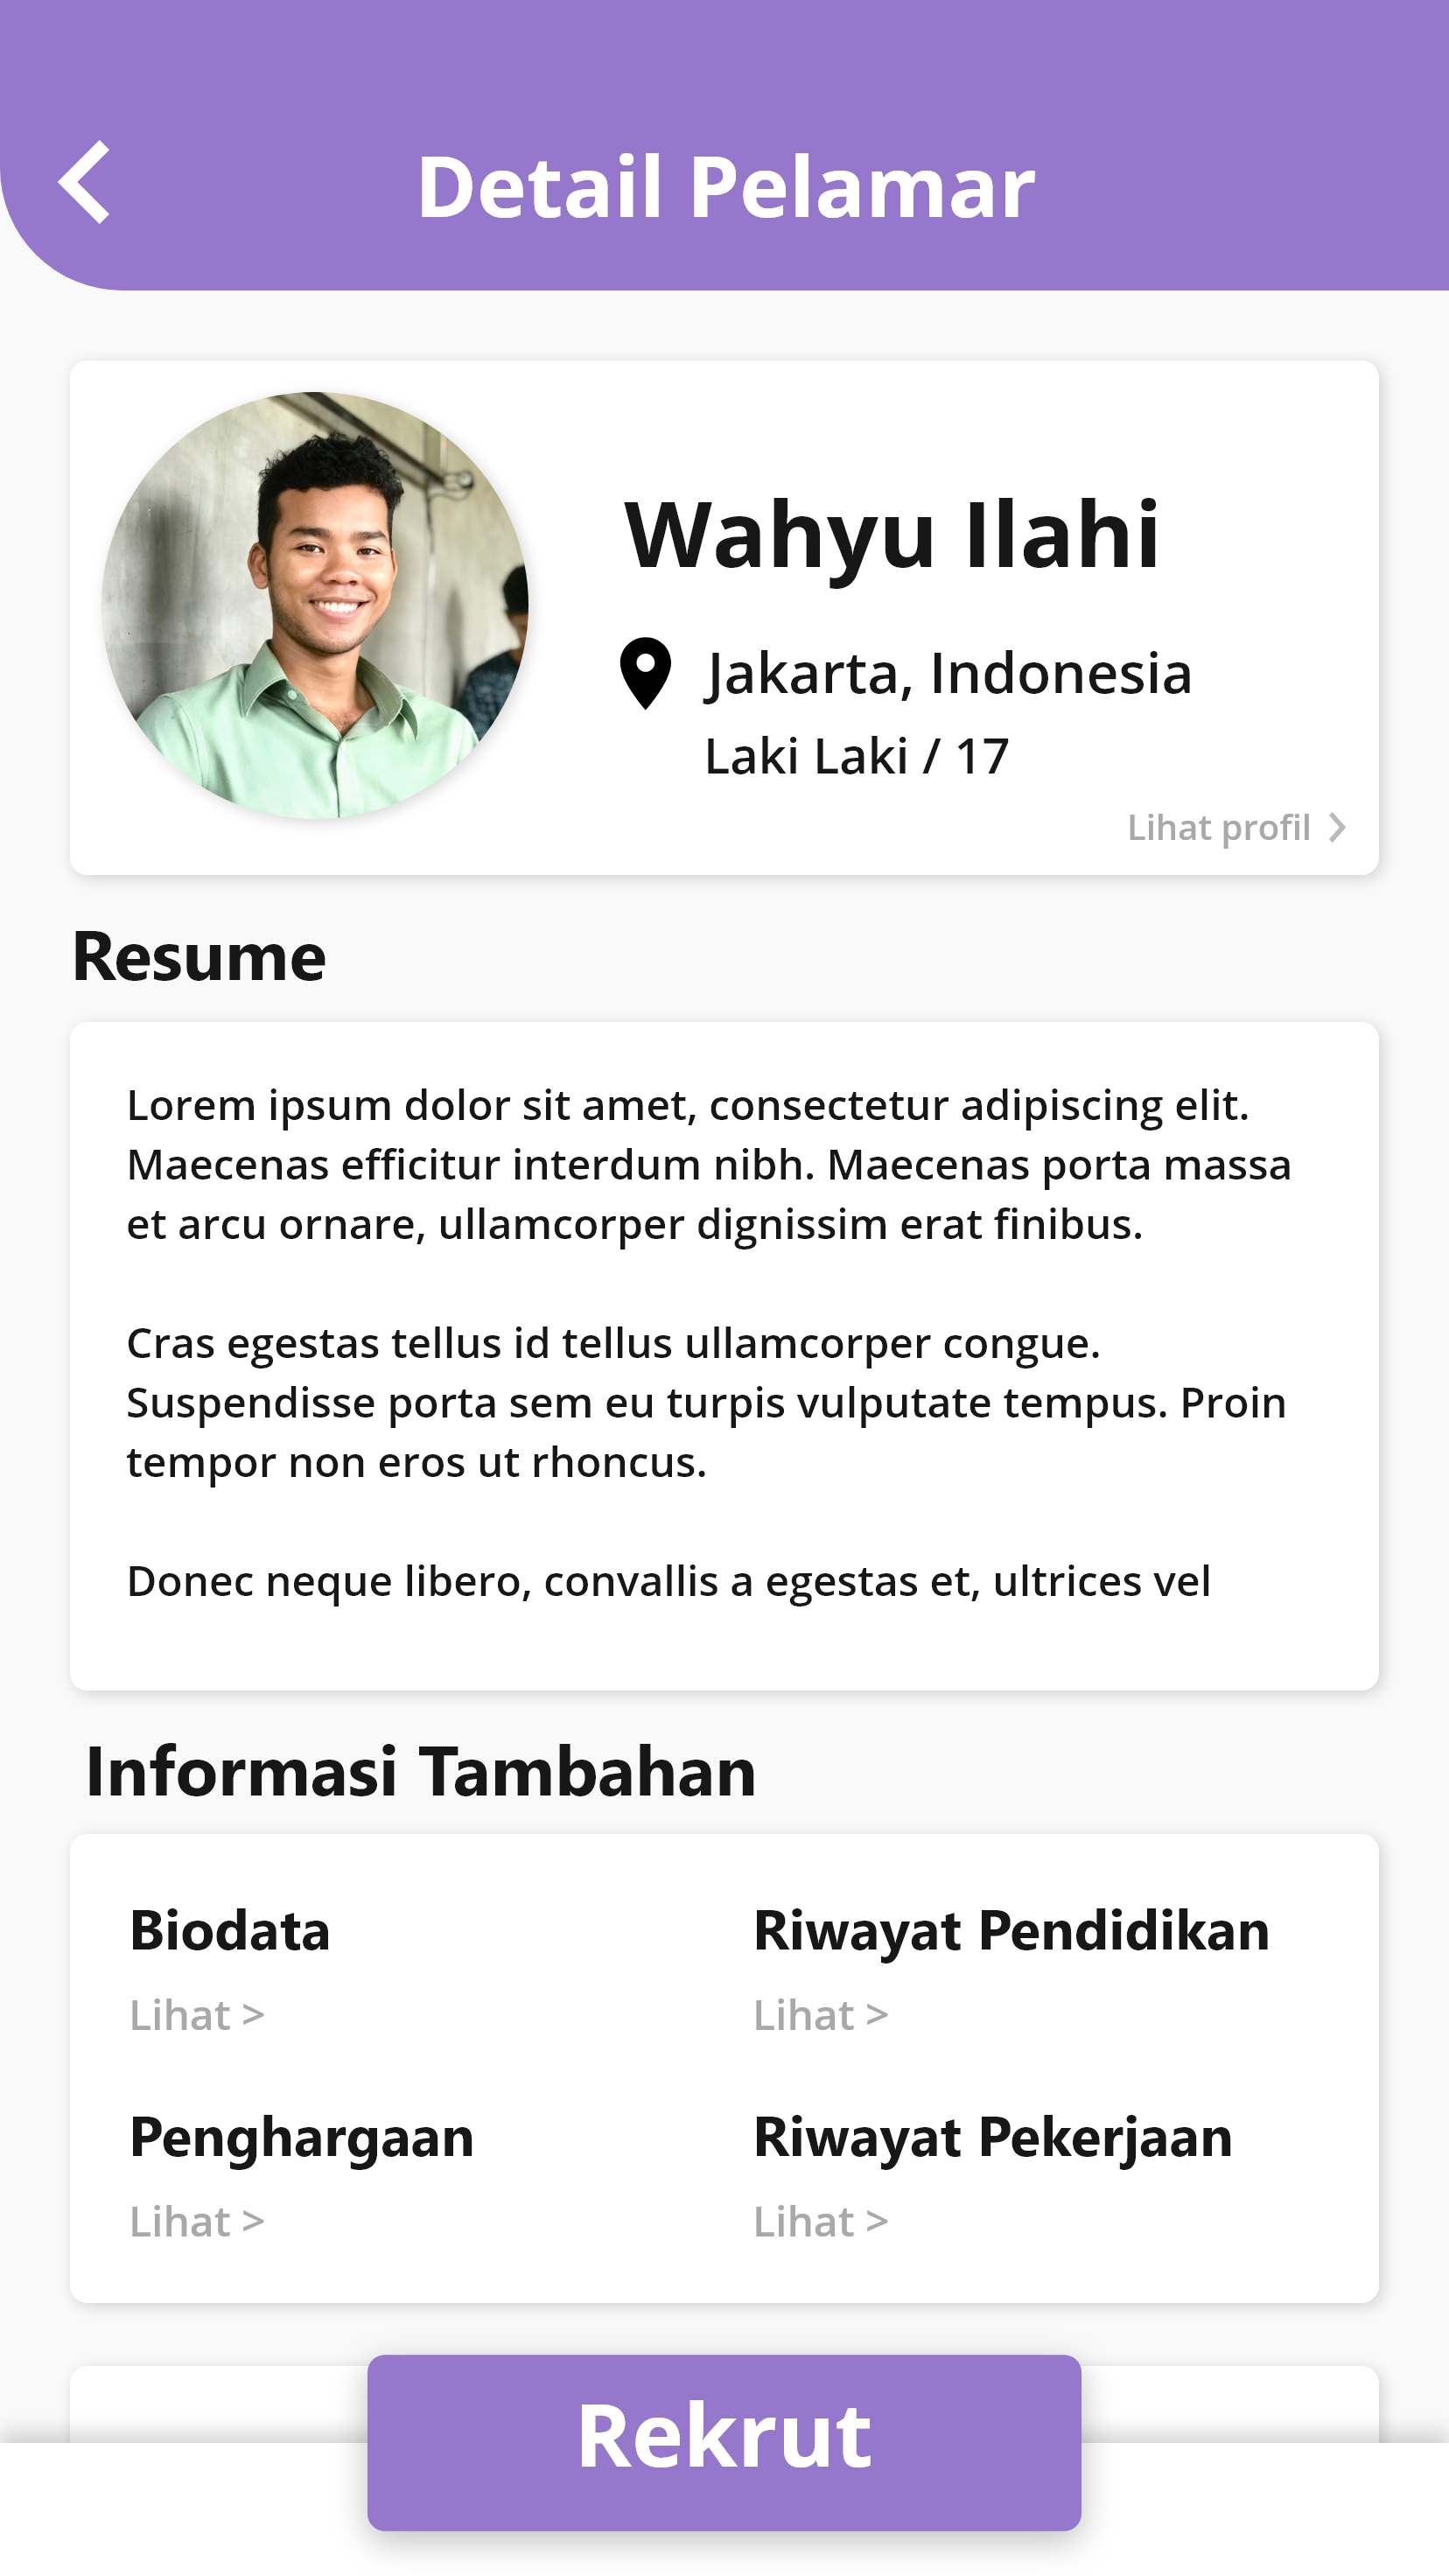 Detail Pelamar
Wahyu Ilahi
Jakarta, Indonesia
Laki Laki / 17
Lihat profil >
Resume
Lorem ipsum dolor sit amet, consectetur adipiscing elit.
Maecenas efficitur interdum nibh. Maecenas porta massa
et arcu ornare, ullamcorper dignissim erat finibus.
Cras egestas tellus id tellus ullamcorper congue.
Suspendisse porta sem eu turpis vulputate tempus. Proin
tempor non eros ut rhoncus.
Donec neque libero, convallis a egestas et, ultrices vel
Informasi Tambahan
Biodata
Lihat >
Riwayat Pendidikan
Lihat >
Penghargaan
Lihat >
Riwayat Pekerjaan
Lihat >
Rekrut